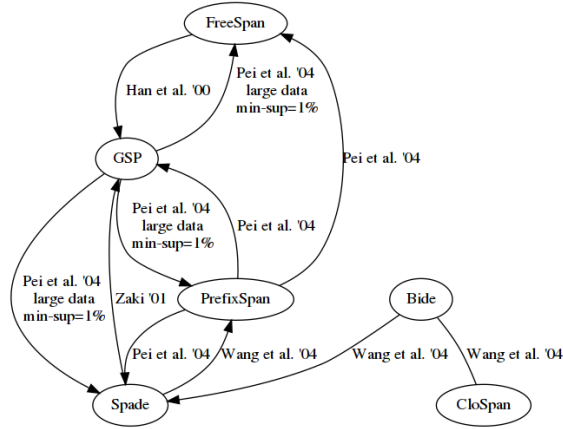 FreeSpan
Han et al. '00
Pei et al. '04
large data
min-sup=1%
GSP
Pei et al. '04
Pei et al. '04
large data
min-sup=1%
Pei et al. '04
Pei et al. '04
large data
min-sup=1%
Zaki '01
PrefixSpan
Bide
Pei et al. '04
Wang et al. '04
Wang et al. '04
Wang et al. '04
Spade
CloSpan